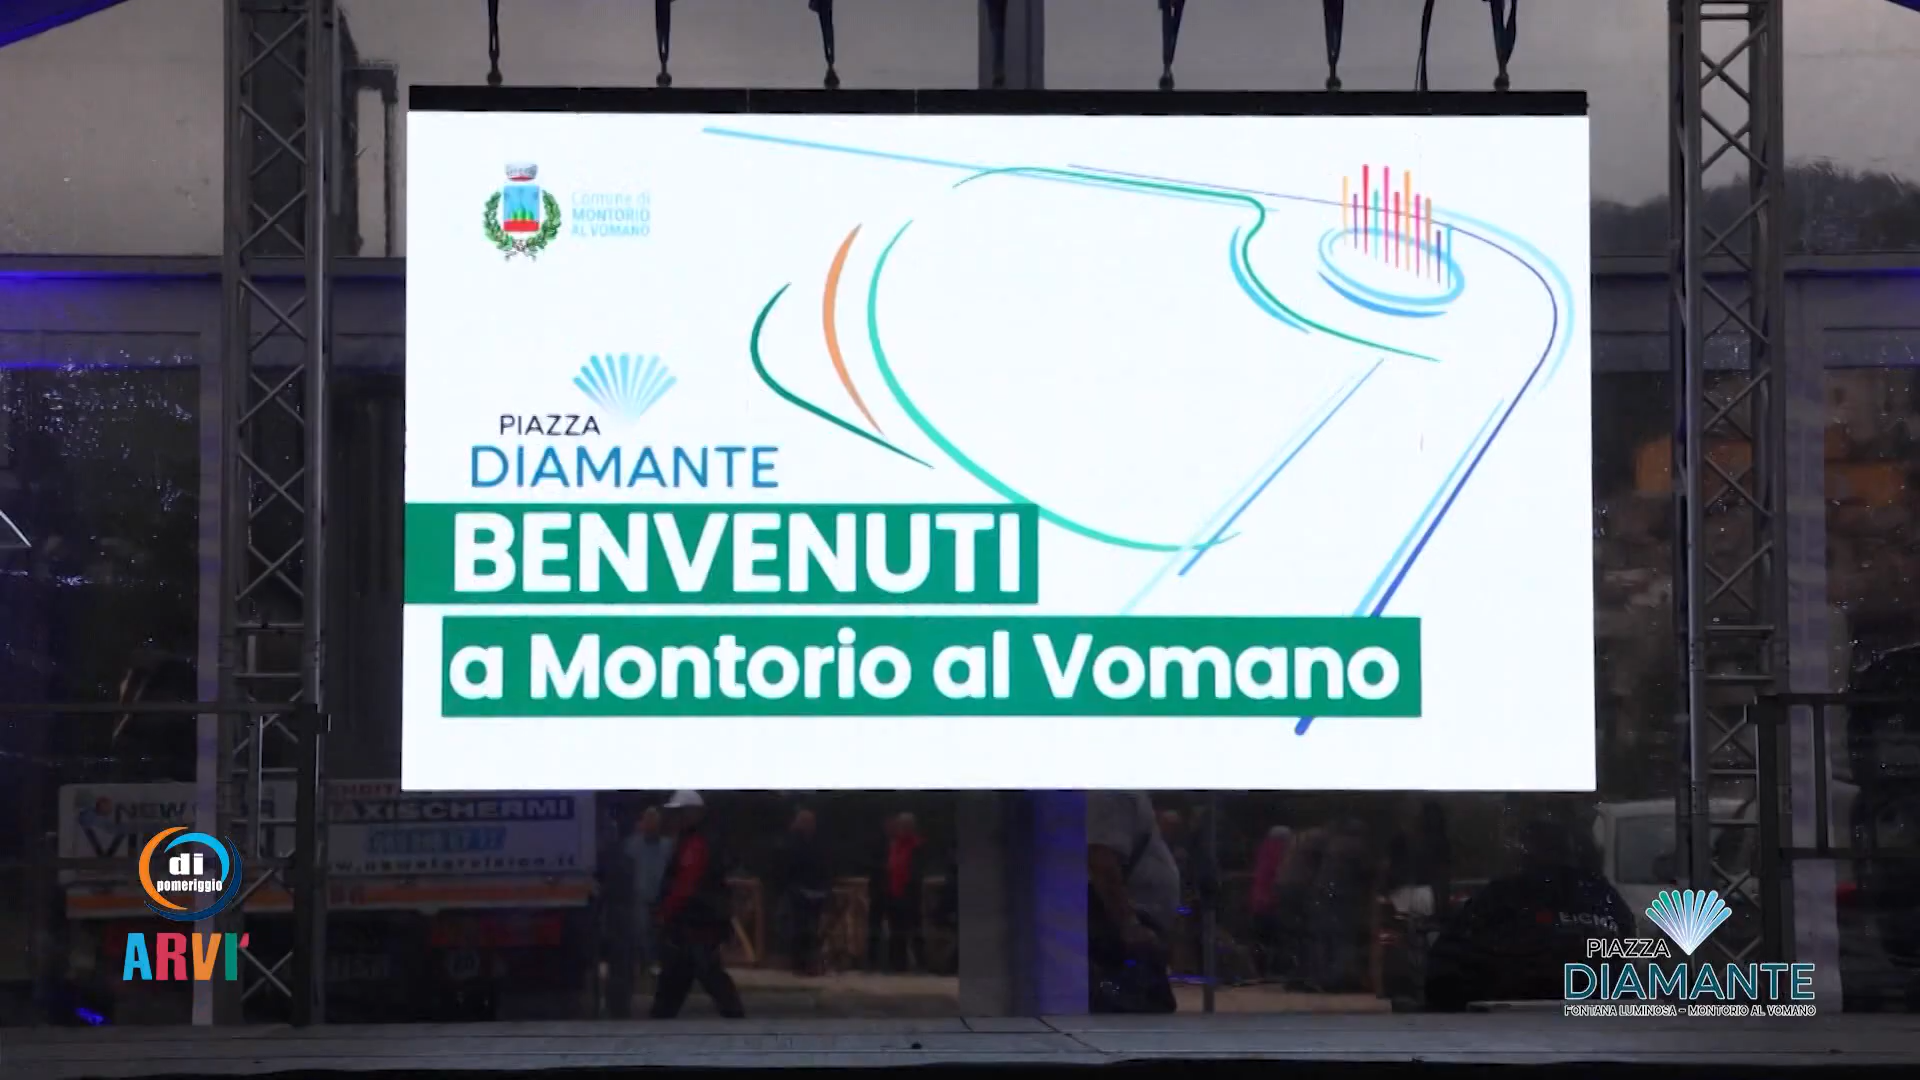 Comune di
MONTORIO
AL VOMANO
PIAZZA
DIAMANTE
BENVENUTI
a Montorio al Vomano
di
pomeriggio
ARVI'
PIAZZA
DIAMANTE
FONTANA LUMINOSA - MONTORIO AL VOMANO